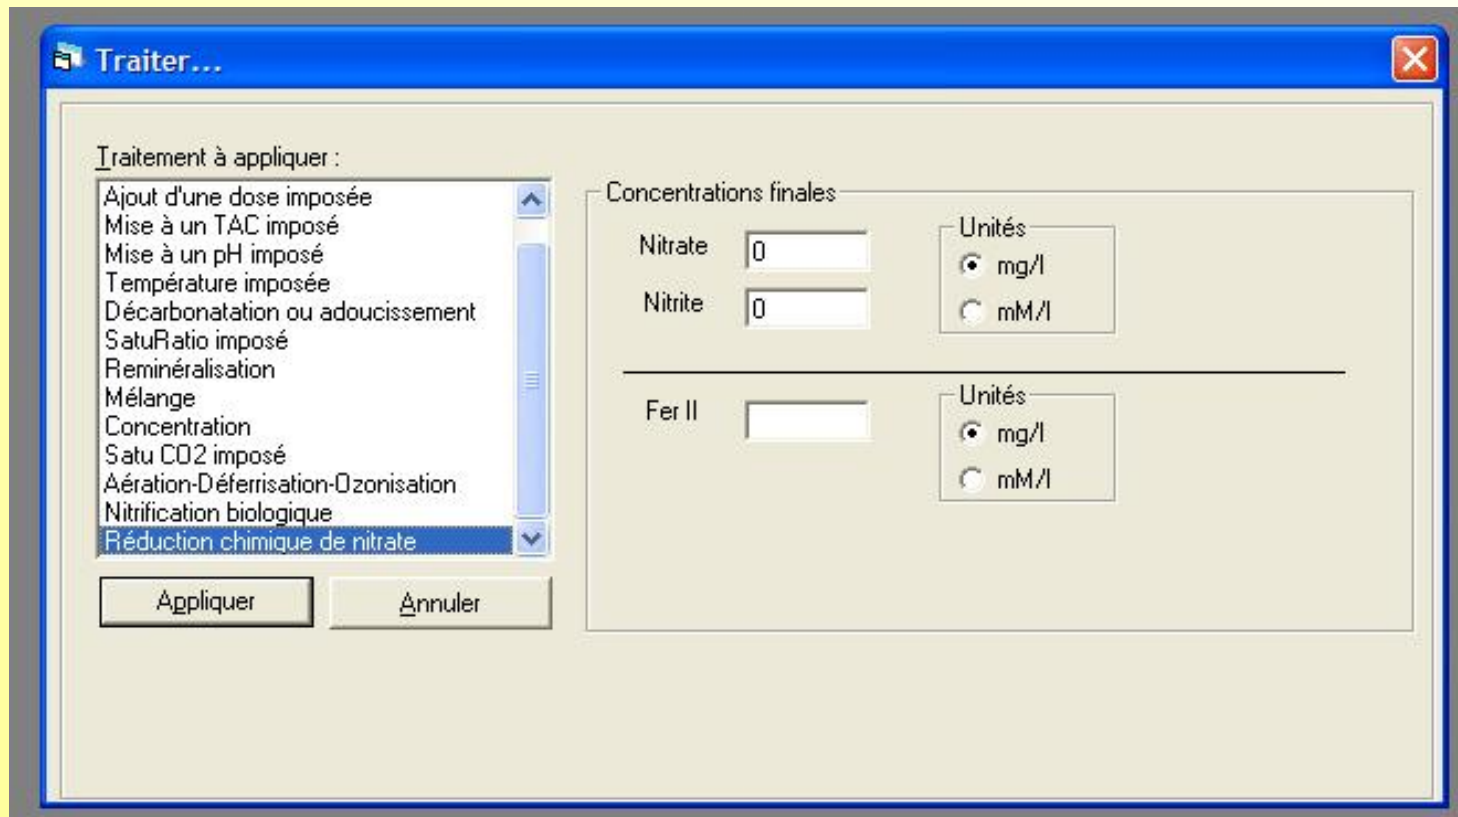 Traiter...
Traitement à appliquer :
Ajout d'une dose imposée
Mise à un TAC imposé
Mise à un pH imposé
Température imposée
Décarbonatation ou adoucissement
SatuRatio imposé
Reminéralisation
Mélange
Concentration
Satu CO2 imposé
Aération-Déferrisation-Ozonisation
Nitrification biologique
Réduction chimique de nitrate
Appliquer
Annuler
Concentrations finales
Nitrate 0
Nitrite 0
Unités
mg/l
mM/l
Fer II
Unités
mg/l
mM/l